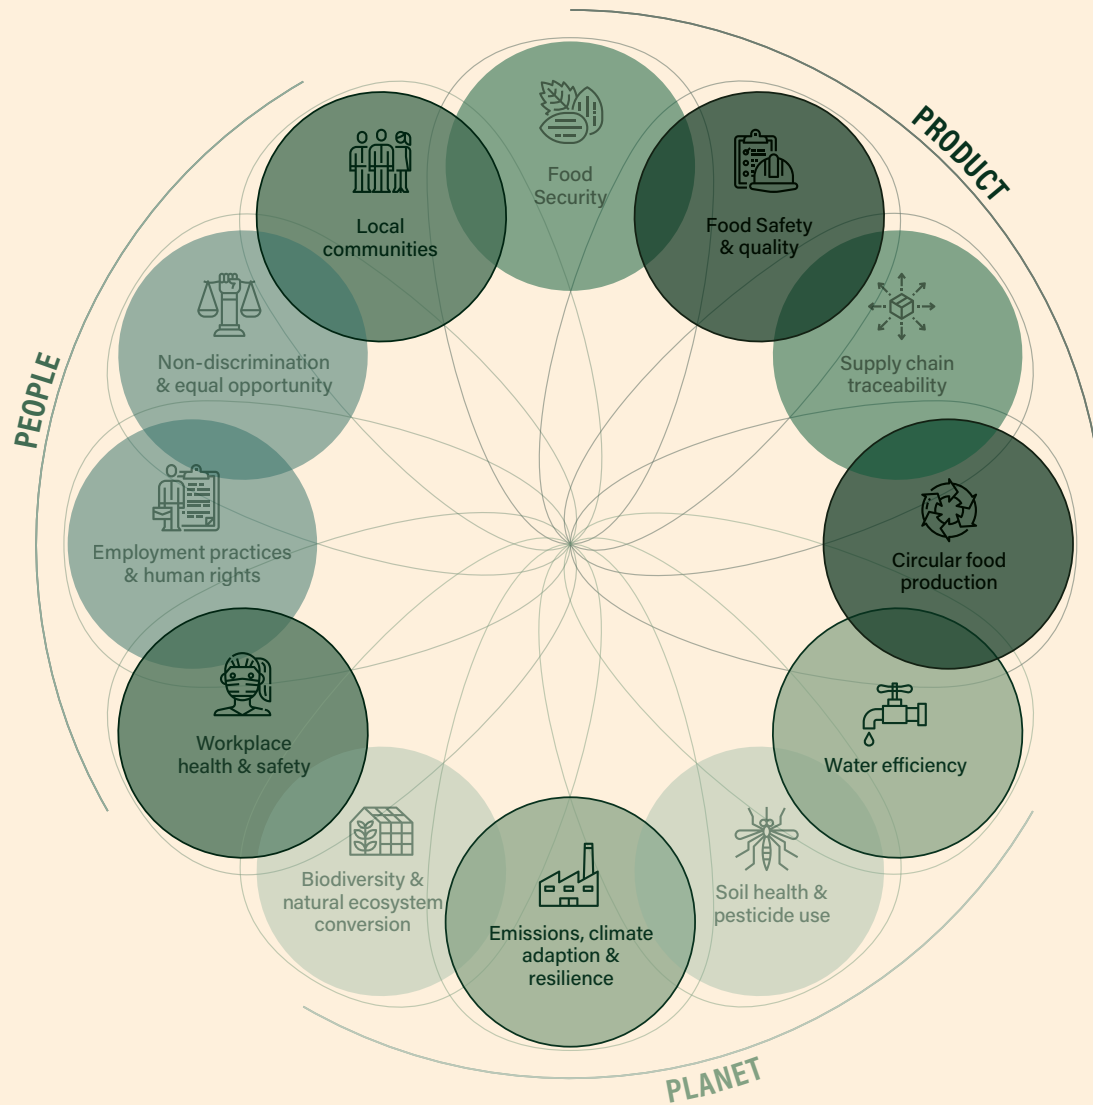 PRODUCT
Food
Security
Food Safety
& quality
Supply chain
traceability
Circular food
production
PLANET
Water efficiency
Soil health &
pesticide use
Emissions, climate
adaption &
resilience
Biodiversity &
natural ecosystem
conversion
PEOPLE
Workplace
health & safety
Employment practices
& human rights
Non-discrimination
& equal opportunity
Local
communities